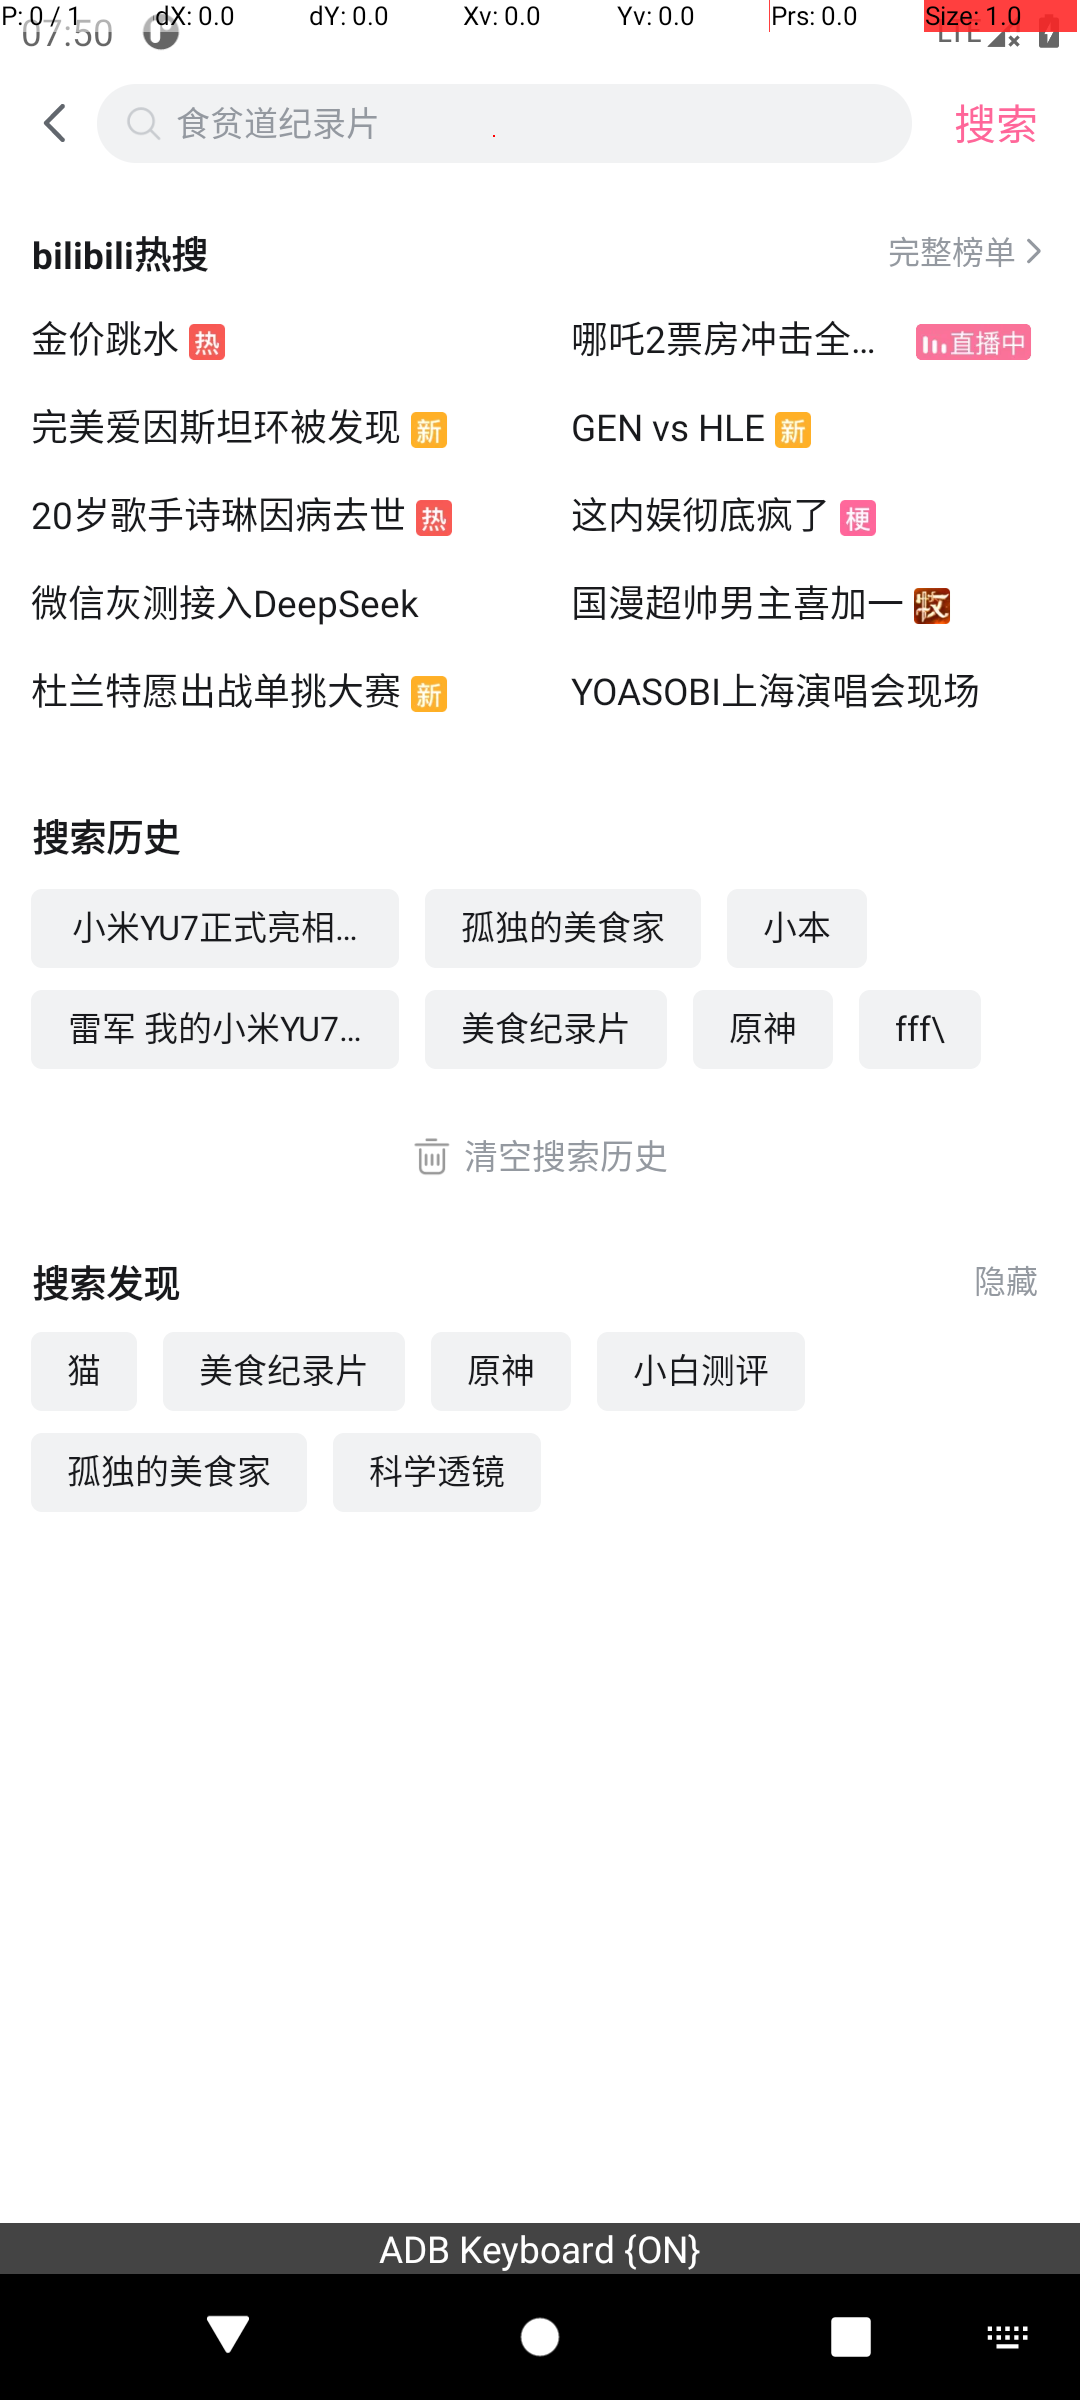 P: 0 / 1 dX: 0.0 dY: 0.0 Xv: 0.0 Yv: 0.0 Prs: 0.0 Size: 1.0
07:50 LTE
食贫道纪录片 搜索
bilibili热搜 完整榜单
金价跳水 热 哪吒2票房冲击全... 直播中
完美爱因斯坦环被发现 新 GEN vs HLE 新
20岁歌手诗琳因病去世 热 这内娱彻底疯了 梗
微信灰测接入DeepSeek 国漫超帅男主喜加一 牧
杜兰特愿出战单挑大赛 新 YOASOBI上海演唱会现场
搜索历史
小米YU7正式亮相... 孤独的美食家 小本
雷军 我的小米YU7... 美食纪录片 原神 fff\
清空搜索历史
搜索发现 隐藏
猫 美食纪录片 原神 小白测评
孤独的美食家 科学透镜
ADB Keyboard {ON}